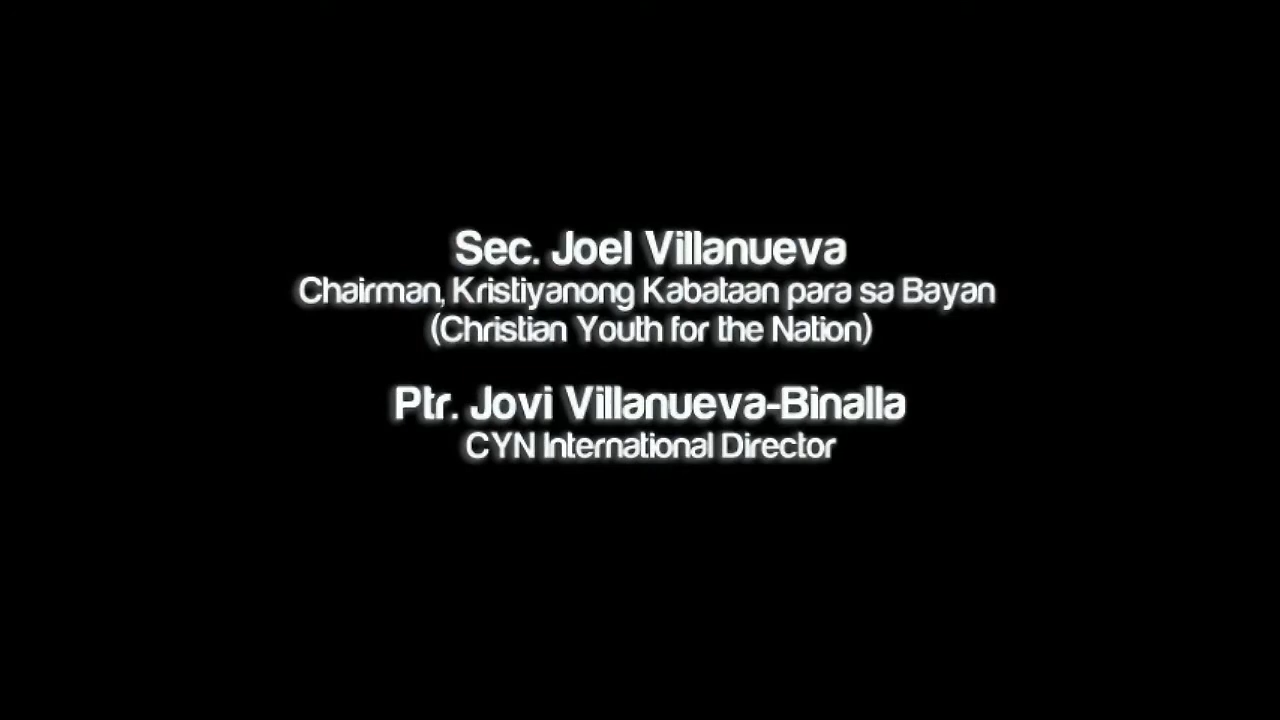 Sec. Joel Villanueva
Chairman, Kristiyanong Kabataan para sa Bayan
(Christian Youth for the Nation)
Ptr. Jovi Villanueva-Binalla
CYN International Director